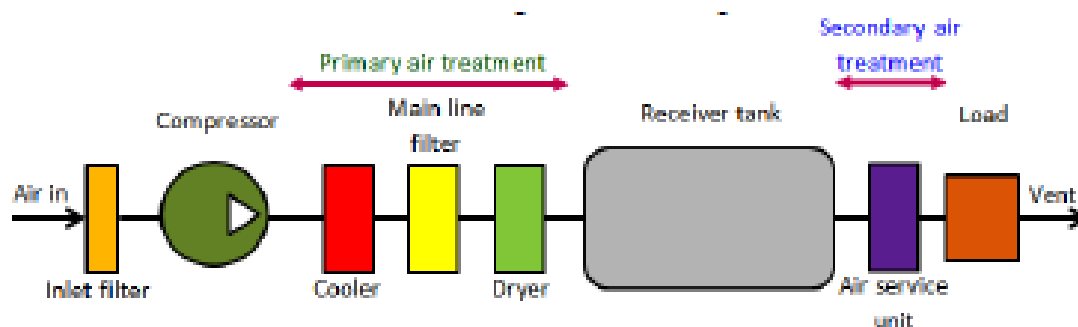 Secondary air
treatment
Primary air treatment
Main line
filter
Compressor
Receiver tank
Load
Air in
Vent
Inlet filter
Cooler
Dryer
Air service
unit